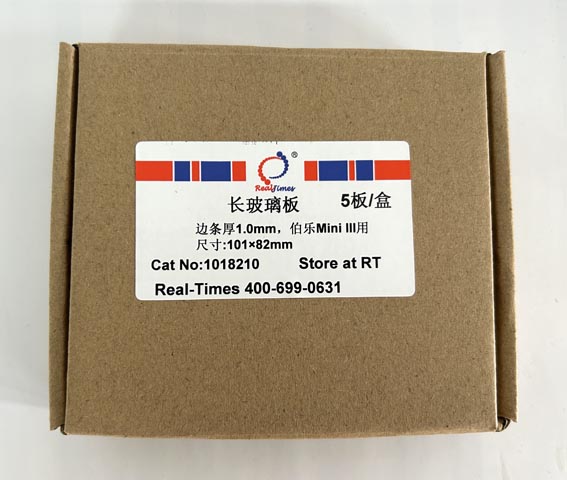 ®
RealTimes
长玻璃板 5板/盒
边条厚1.0mm，伯乐Mini III用
尺寸:101×82mm
Cat No:1018210 Store at RT
Real-Times 400-699-0631